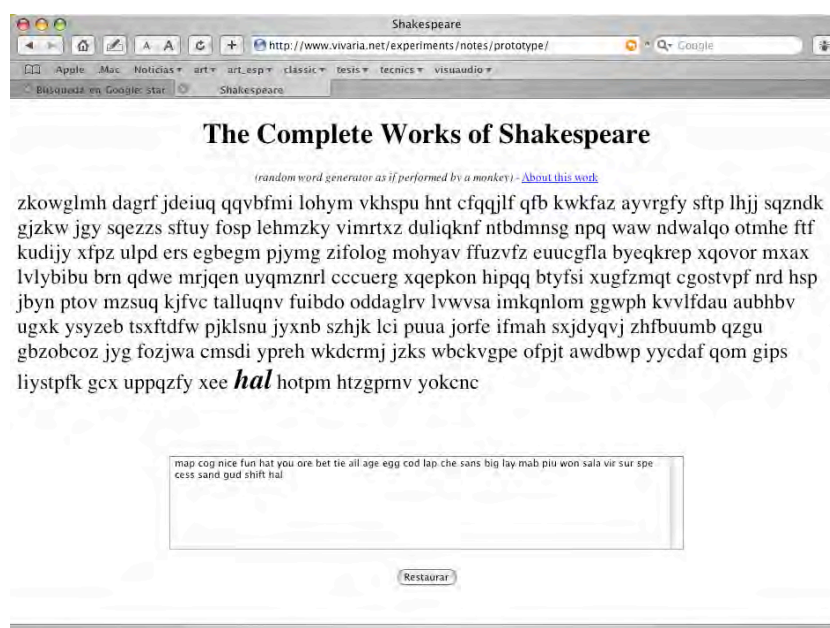 Shakespeare
A A + http://www.vivaria.net/experiments/notes/prototype/ Google
Apple .Mac Noticias art art_esp classic tesis tecnics visuaudio
Búsqueda en Google: star Shakespeare
The Complete Works of Shakespeare
(random word generator as if performed by a monkey) - About this work
zkowglmh dagrf jdeiuq qqvbfmi lohym vkhspu hnt cfqqjlf qfb kwkfaz ayvrgfy sftp lhjj sqzndk
gjzkw jgy sqezzs sftuy fosp lehmzky vimrtxz duliqknf ntbdmnsg npq waw ndwalqo otmhe ftf
kudijy xfpz ulpd ers egbegm pjymg zifolog mohyav ffuzvfz euucgfla byeqkrep xqovor mxax
lvlybibu brn qdwe mrjqen uyqmznrl cccuerg xqepkon hipqq btyfsi xugfzmqt cgostvpf nrd hsp
jbyn ptov mzsuq kjfvc talluqnv fuibdo oddaglrv lvwvsa imkqnlom ggwph kvvlfdau aubhbv
ugxk ysyzeb tsxftdfw pjklsnu jyxnb szhjk lci puua jorfe ifmah sxjdyqvj zhfbuumb qzgu
gbzobcoz jyg fozjwa cmsdi ypreh wkdcrmj jzks wbckvgpe ofpjt awdbwp yycdaf qom gips
liystpfk gcx uppqzfy xee hal hotpm htzgprnv yokcnc
map cog nice fun hat you ore bet tie ail age egg cod lap che sans big lay mab piu won sala vir sur spe
cess sand gud shift hal
Restaurar